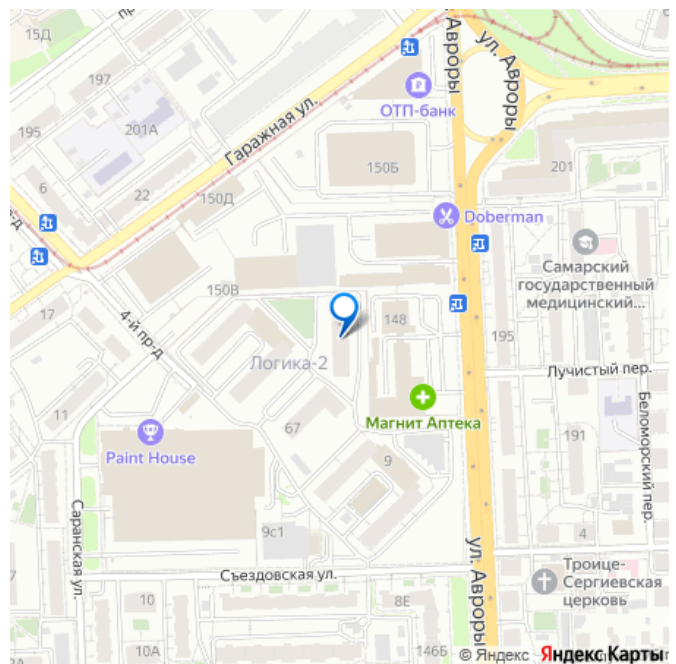 15Д
197
195
201А
Гаражная ул.
ОТП-банк
ул. Авроры
ул. Авроры
150Б
201
6
22
150Д
Doberman
Самарский
государственный
медицинский...
150В
17
4-й пр-д
148
195
Логика-2
Лучистый пер.
Беломорский пер.
11
67
Магнит Аптека
191
Paint House
9
Саранская ул.
9с1
4
ул. Авроры
Съездовская ул.
Троице-
Сергиевская
церковь
10
8Е
10А
146Б
© Яндекс Яндекс Карты